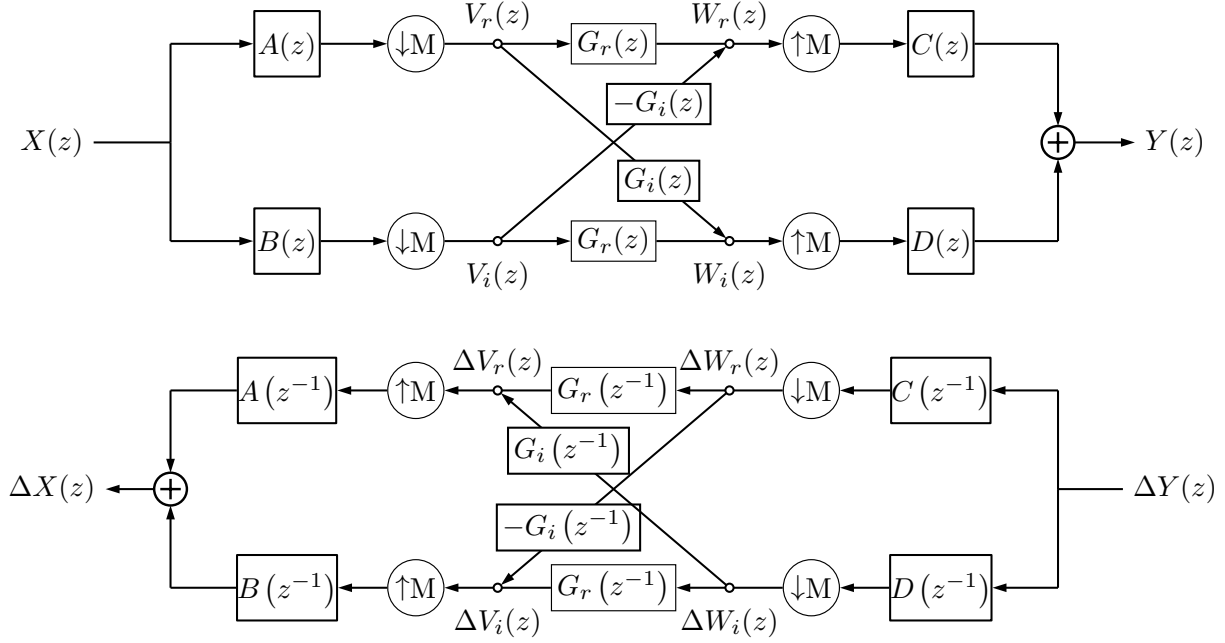 V_r(z) W_r(z)
A(z) ↓M G_r(z) ↑M C(z)
−G_i(z)
X(z) + Y(z)
G_i(z)
B(z) ↓M G_r(z) ↑M D(z)
V_i(z) W_i(z)
ΔV_r(z) ΔW_r(z)
A(z⁻¹) ↑M G_r(z⁻¹) ↓M C(z⁻¹)
G_i(z⁻¹)
ΔX(z) + ΔY(z)
−G_i(z⁻¹)
B(z⁻¹) ↑M G_r(z⁻¹) ↓M D(z⁻¹)
ΔV_i(z) ΔW_i(z)